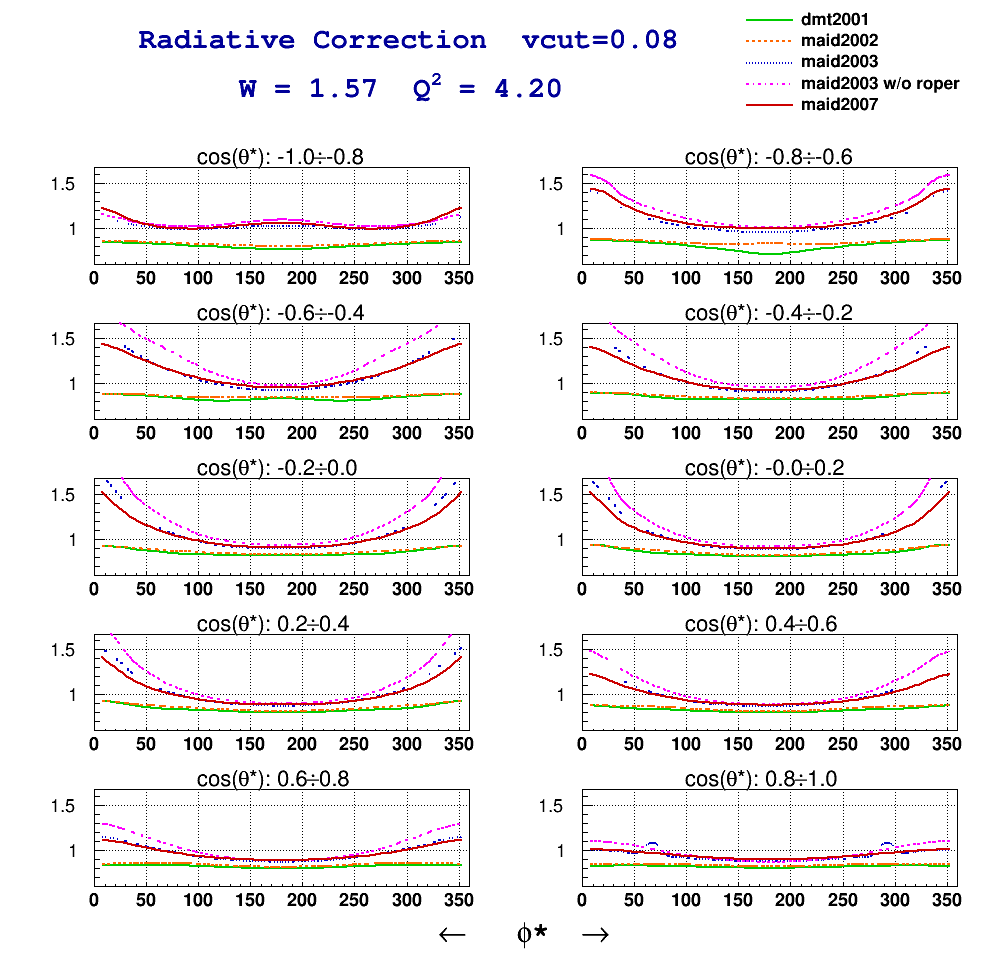 Radiative Correction vcut=0.08
W = 1.57 Q² = 4.20
dmt2001
maid2002
maid2003
maid2003 w/o roper
maid2007
cos(θ*): -1.0÷-0.8
1.5
1
0 50 100 150 200 250 300 350
cos(θ*): -0.8÷-0.6
1.5
1
0 50 100 150 200 250 300 350
cos(θ*): -0.6÷-0.4
1.5
1
0 50 100 150 200 250 300 350
cos(θ*): -0.4÷-0.2
1.5
1
0 50 100 150 200 250 300 350
cos(θ*): -0.2÷0.0
1.5
1
0 50 100 150 200 250 300 350
cos(θ*): -0.0÷0.2
1.5
1
0 50 100 150 200 250 300 350
cos(θ*): 0.2÷0.4
1.5
1
0 50 100 150 200 250 300 350
cos(θ*): 0.4÷0.6
1.5
1
0 50 100 150 200 250 300 350
cos(θ*): 0.6÷0.8
1.5
1
0 50 100 150 200 250 300 350
cos(θ*): 0.8÷1.0
1.5
1
0 50 100 150 200 250 300 350
← ϕ* →